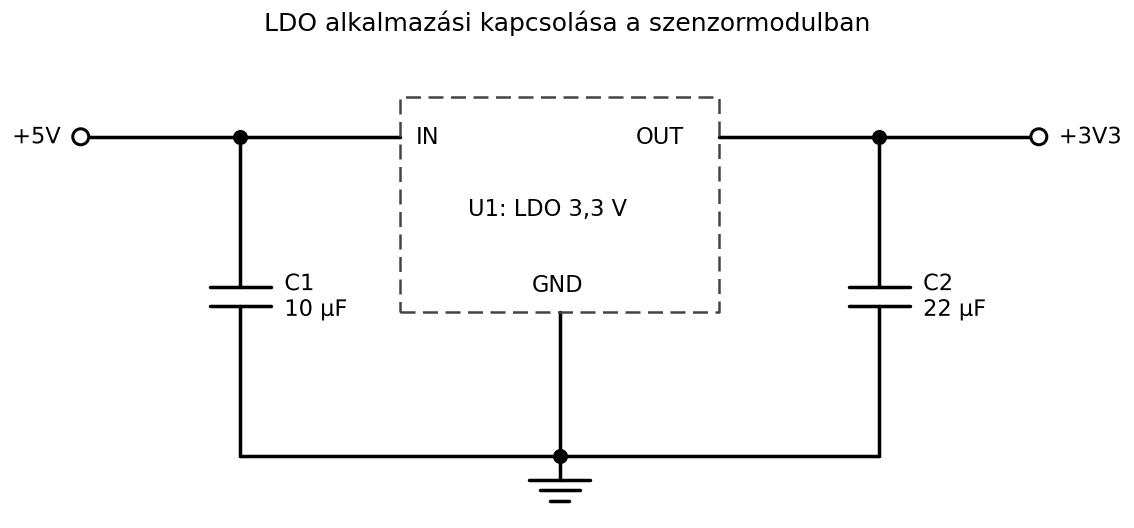 LDO alkalmazási kapcsolása a szenzormodulban
+5V
IN
OUT
+3V3
U1: LDO 3,3 V
GND
C1
10 µF
C2
22 µF